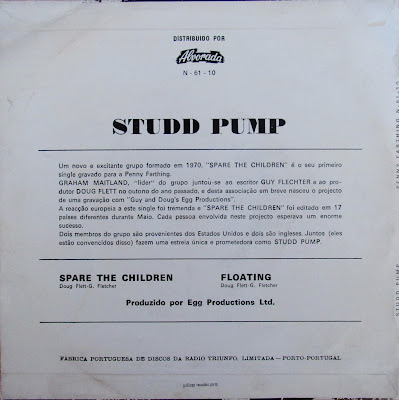 DISTRIBUIDO POR
Alvorada
N - 61 - 10
STUDD PUMP
Um novo e excitante grupo formado em 1970, "SPARE THE CHILDREN" é o seu primeiro
single gravado para a Penny Farthing.
GRAHAM MAITLAND, "lider" do grupo juntou-se ao escritor GUY FLECHTER e ao pro-
dutor DOUG FLETT no outono do ano passado, e desta associação em breve nasceu o projecto
de uma gravação com "Guy and Doug's Egg Productions".
A reacção europeia a este single foi tremenda e "SPARE THE CHILDREN" foi editado em 17
países diferentes durante Maio. Cada pessoa envolvida neste projecto esperava um enorme
sucesso.
Dois membros do grupo são provenientes dos Estados Unidos e dois são ingleses. Juntos (eles
estão convencidos disso) fazem uma estreia única e prometedora como STUDD PUMP.
SPARE THE CHILDREN
Doug Flett-G. Fletcher
FLOATING
Doug Flett-G. Fletcher
Produzido por Egg Productions Ltd.
FÁBRICA PORTUGUESA DE DISCOS DA RÁDIO TRIUNFO, LIMITADA — PORTO-PORTUGAL
STUDD PUMP